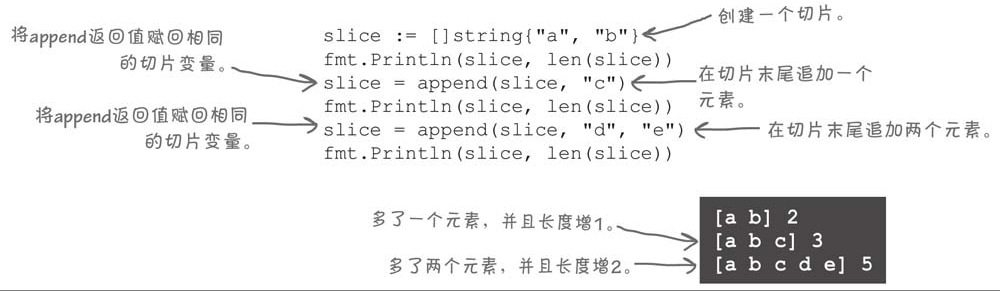 将append返回值赋回相同
的切片变量。
将append返回值赋回相同
的切片变量。
slice := []string{"a", "b"}
fmt.Println(slice, len(slice))
slice = append(slice, "c")
fmt.Println(slice, len(slice))
slice = append(slice, "d", "e")
fmt.Println(slice, len(slice))
创建一个切片。
在切片末尾追加一个
元素。
在切片末尾追加两个元素。
多了一个元素，并且长度增1。
多了两个元素，并且长度增2。
[a b] 2
[a b c] 3
[a b c d e] 5